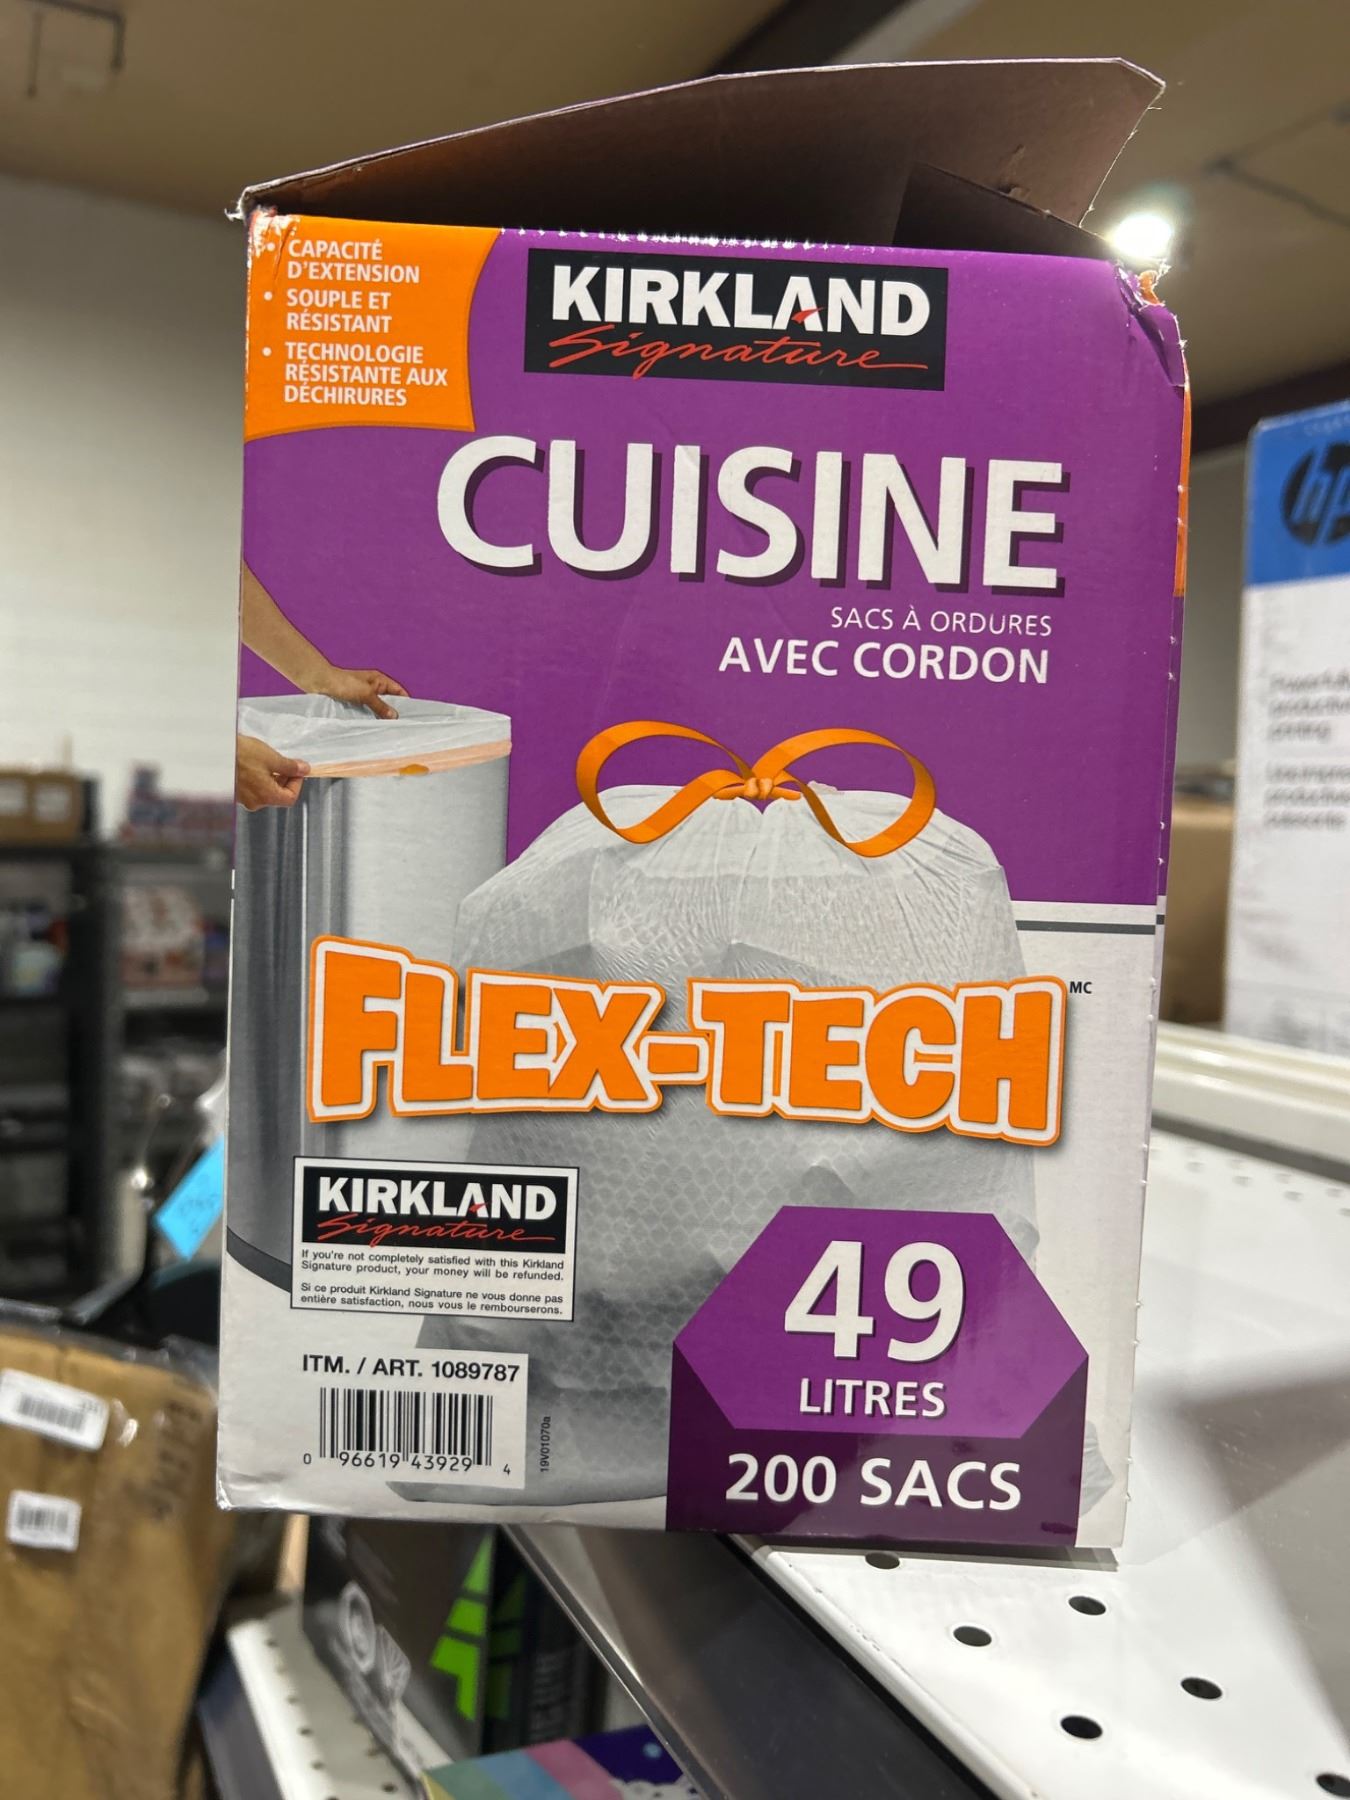 • CAPACITÉ
D'EXTENSION
• SOUPLE ET
RÉSISTANT
• TECHNOLOGIE
RÉSISTANTE AUX
DÉCHIRURES
KIRKLAND
Signature
CUISINE
SACS À ORDURES
AVEC CORDON
FLEX-TECH MC
KIRKLAND
Signature
If you're not completely satisfied with this Kirkland
Signature product, your money will be refunded.
Si ce produit Kirkland Signature ne vous donne pas
entière satisfaction, nous vous le rembourserons.
ITM. / ART. 1089787
0 96619 43929 4
19V01070a
49
LITRES
200 SACS
hp